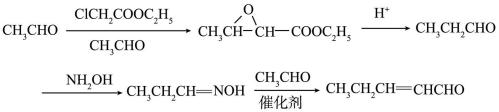 CH₃CHO ClCH₂COOC₂H₅ CH₃CHO CH₃CH—CH—COOC₂H₅ O H⁺ CH₃CH₂CHO
NH₂OH CH₃CH₂CH=NOH CH₃CHO 催化剂 CH₃CH₂CH=CHCHO